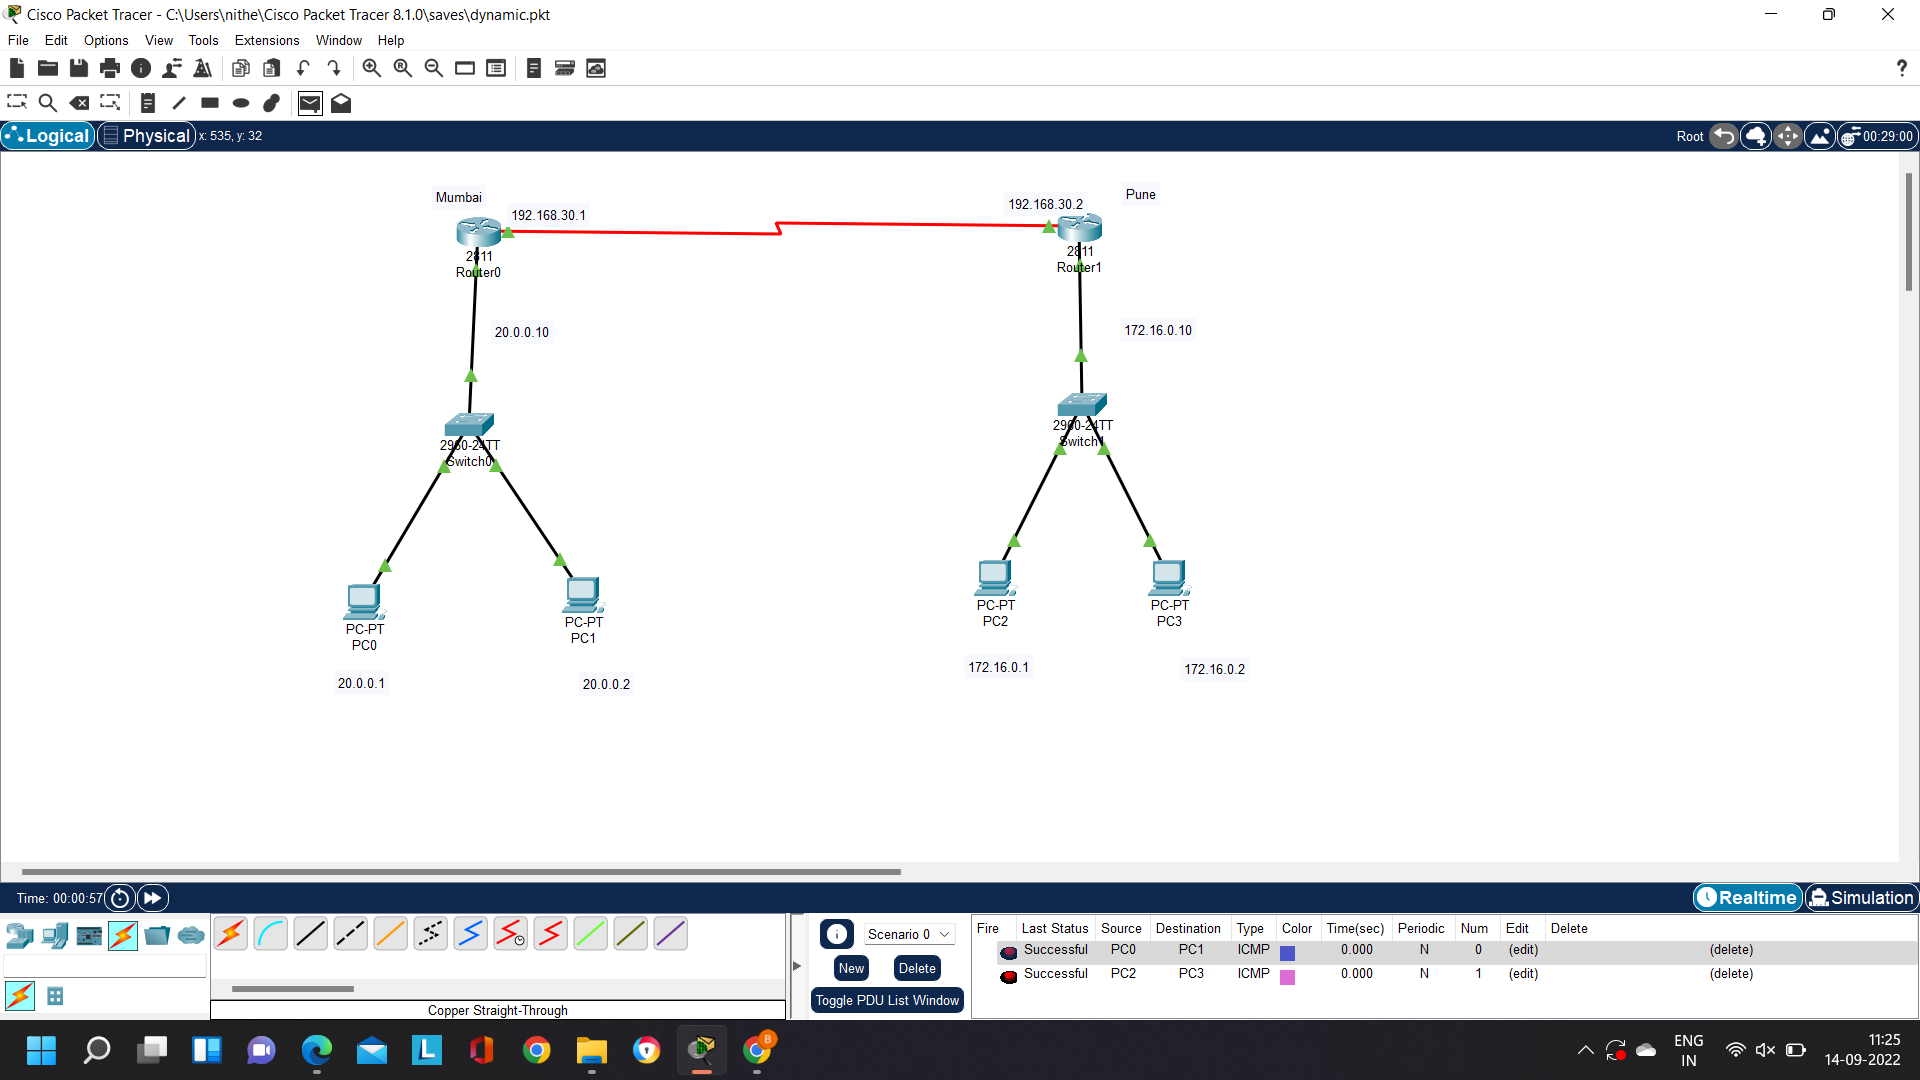 Cisco Packet Tracer - C:\Users\nithe\Cisco Packet Tracer 8.1.0\saves\dynamic.pkt
File Edit Options View Tools Extensions Window Help
?
Logical Physical x: 535, y: 32 Root 00:29:00
Mumbai
Pune
192.168.30.1
192.168.30.2
2811
Router0
2811
Router1
20.0.0.10
172.16.0.10
2960-24TT
Switch0
2960-24TT
Switch1
PC-PT
PC0
PC-PT
PC1
PC-PT
PC2
PC-PT
PC3
20.0.0.1
20.0.0.2
172.16.0.1
172.16.0.2
Time: 00:00:57
Realtime Simulation
Scenario 0
New Delete
Toggle PDU List Window
Copper Straight-Through
Fire Last Status Source Destination Type Color Time(sec) Periodic Num Edit Delete
Successful PC0 PC1 ICMP 0.000 N 0 (edit) (delete)
Successful PC2 PC3 ICMP 0.000 N 1 (edit) (delete)
L
B
ENG
IN
11:25
14-09-2022